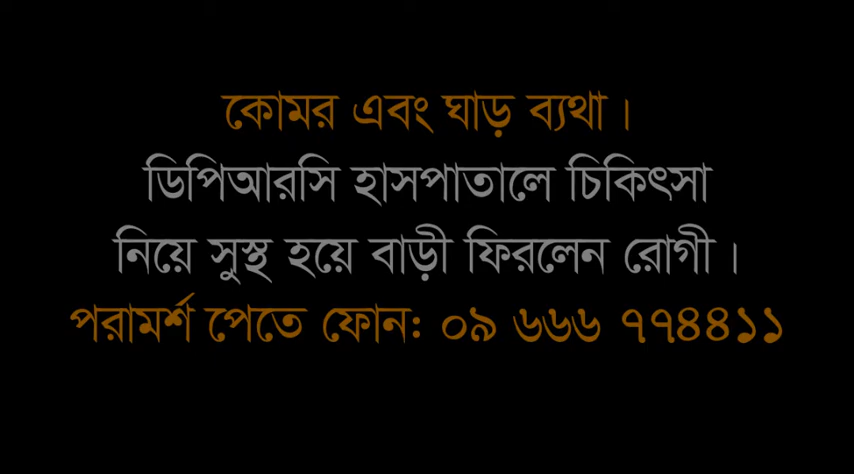 কোমর এবং ঘাড় ব্যথা।
ডিপিআরসি হাসপাতালে চিকিৎসা
নিয়ে সুস্থ হয়ে বাড়ী ফিরলেন রোগী।
পরামর্শ পেতে ফোন: ০৯ ৬৬৬ ৭৭৪৪১১